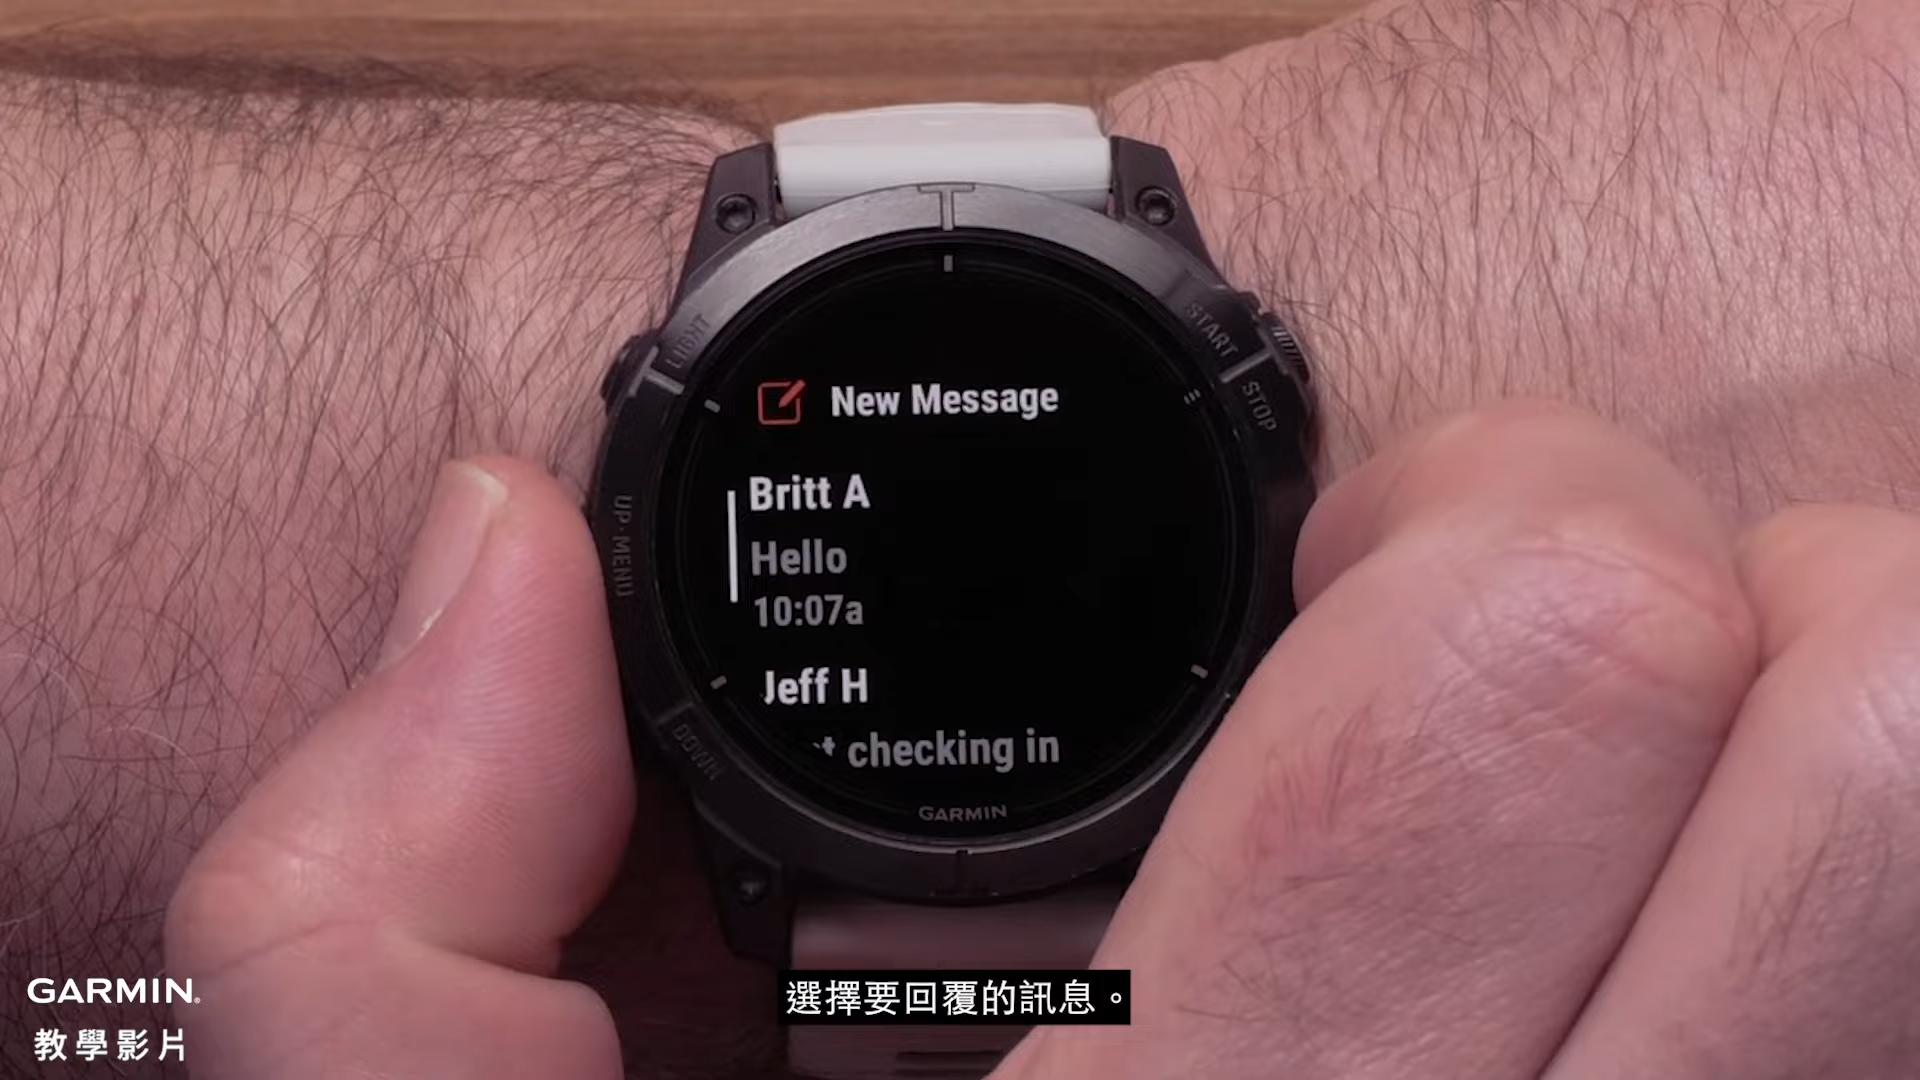 LIGHT
START
STOP
UP·MENU
DOWN
New Message
Britt A
Hello
10:07a
Jeff H
checking in
GARMIN
選擇要回覆的訊息。
GARMIN
教學影片